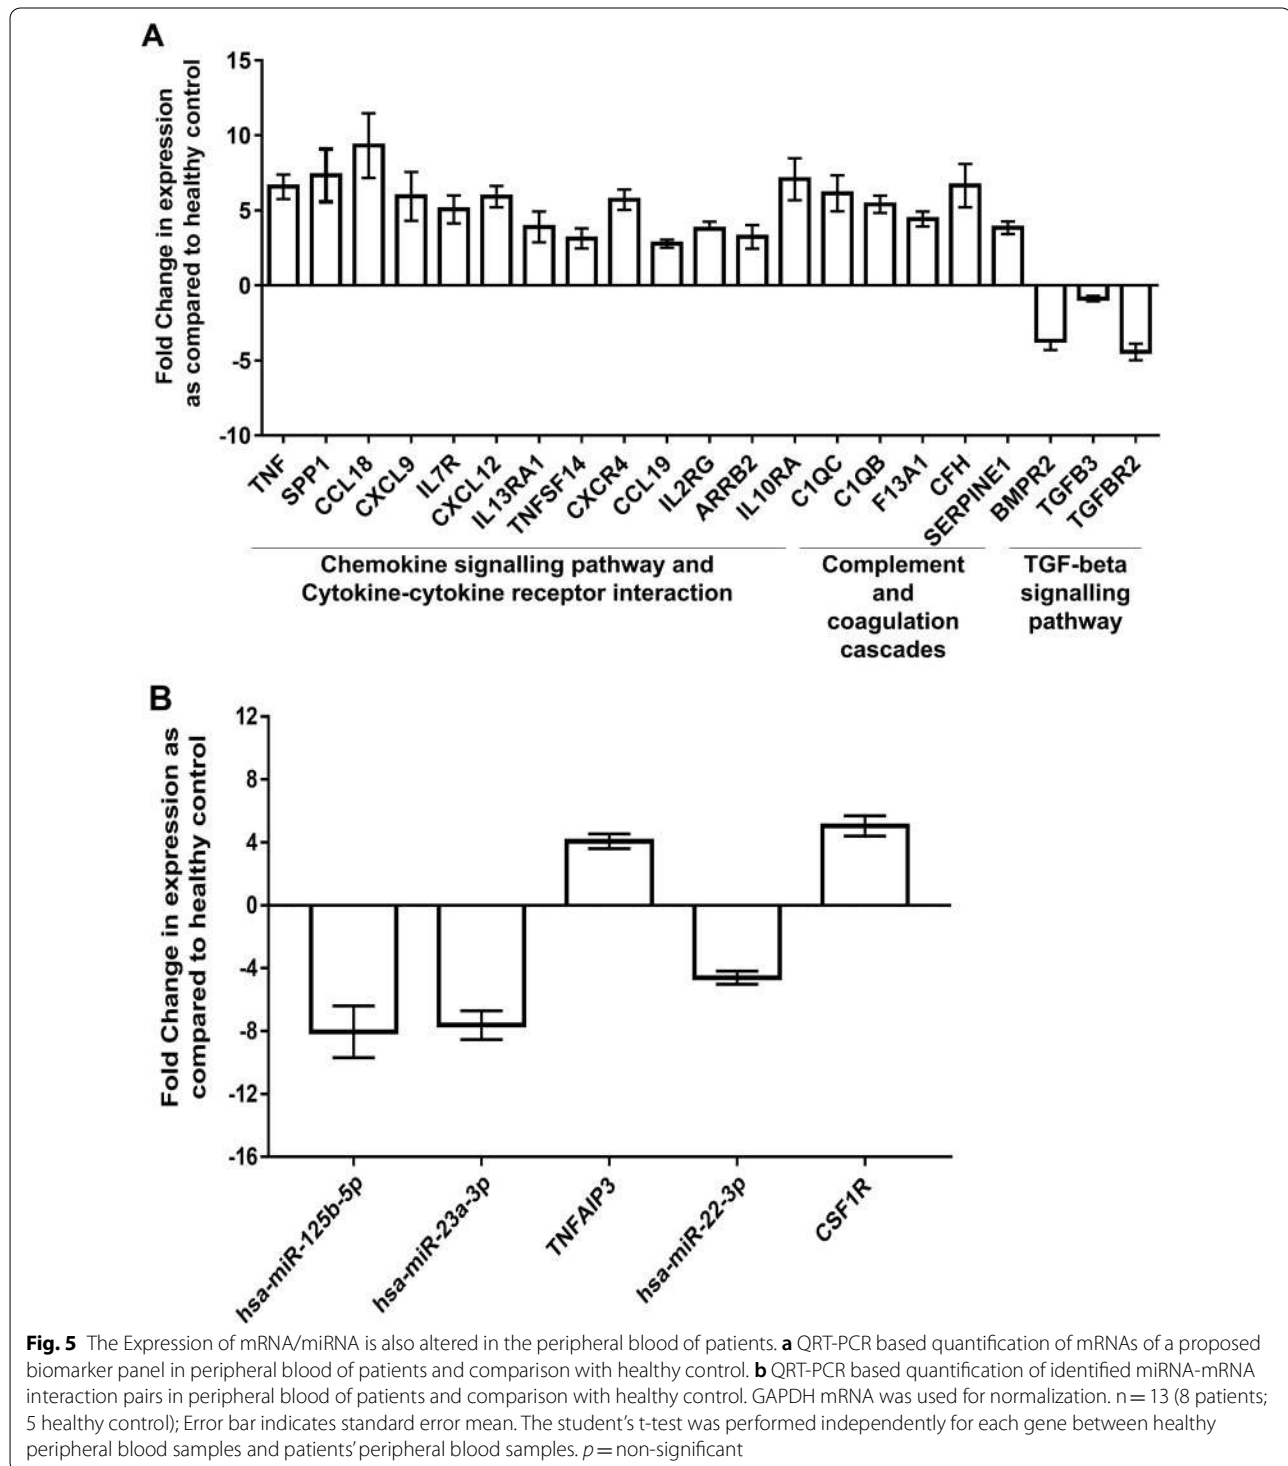 A
Fold Change in expression
as compared to healthy control
15
10
5
0
-5
-10
TNF
SPP1
CCL18
CXCL9
IL7R
CXCL12
IL13RA1
TNFSF14
CXCR4
CCL19
IL2RG
ARRB2
IL10RA
C1QC
C1QB
F13A1
CFH
SERPINE1
BMPR2
TGFB3
TGFBR2
Chemokine signalling pathway and
Cytokine-cytokine receptor interaction
Complement
and
coagulation
cascades
TGF-beta
signalling
pathway
B
Fold Change in expression as
compared to healthy control
12
8
4
0
-4
-8
-12
-16
hsa-miR-125b-5p
hsa-miR-23a-3p
TNFAIP3
hsa-miR-22-3p
CSF1R
Fig. 5 The Expression of mRNA/miRNA is also altered in the peripheral blood of patients. a QRT-PCR based quantification of mRNAs of a proposed
biomarker panel in peripheral blood of patients and comparison with healthy control. b QRT-PCR based quantification of identified miRNA-mRNA
interaction pairs in peripheral blood of patients and comparison with healthy control. GAPDH mRNA was used for normalization. n = 13 (8 patients;
5 healthy control); Error bar indicates standard error mean. The student's t-test was performed independently for each gene between healthy
peripheral blood samples and patients' peripheral blood samples. p = non-significant